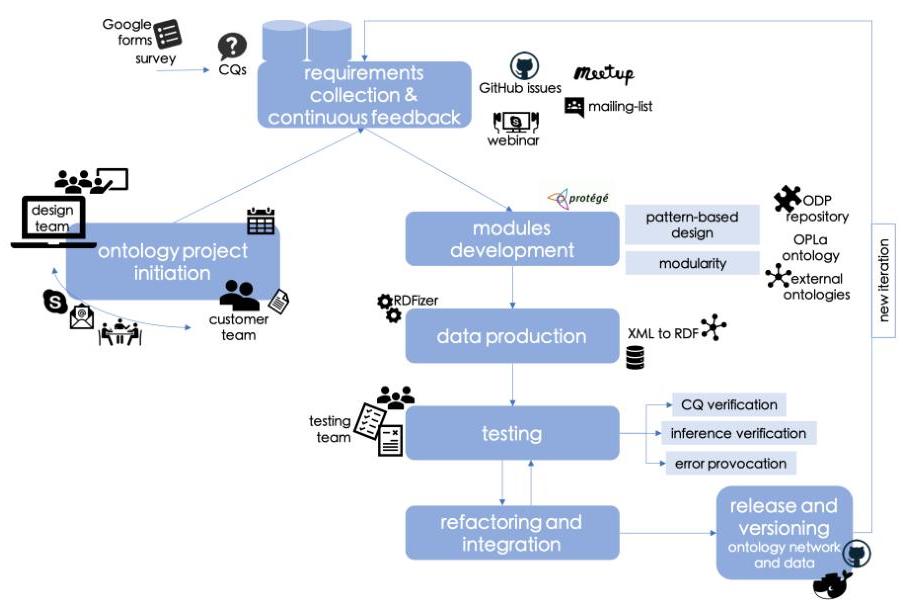 Google
forms
survey
CQs
requirements
collection &
continuous feedback
GitHub issues
meetup
mailing-list
webinar
design
team
ontology project
initiation
customer
team
protégé
modules
development
pattern-based
design
modularity
ODP
repository
OPLa
ontology
external
ontologies
new iteration
RDFizer
data production
XML to RDF
testing
team
testing
CQ verification
inference verification
error provocation
refactoring and
integration
release and
versioning
ontology network
and data